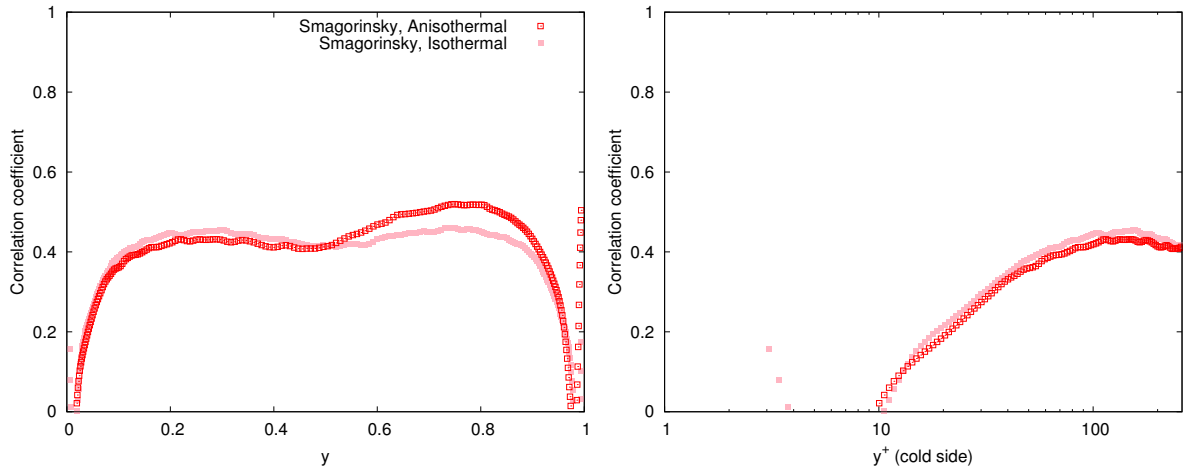 Smagorinsky, Anisothermal
Smagorinsky, Isothermal
Correlation coefficient
1
0.8
0.6
0.4
0.2
0
0 0.2 0.4 0.6 0.8 1
y
Correlation coefficient
1
0.8
0.6
0.4
0.2
0
1 10 100
y+ (cold side)